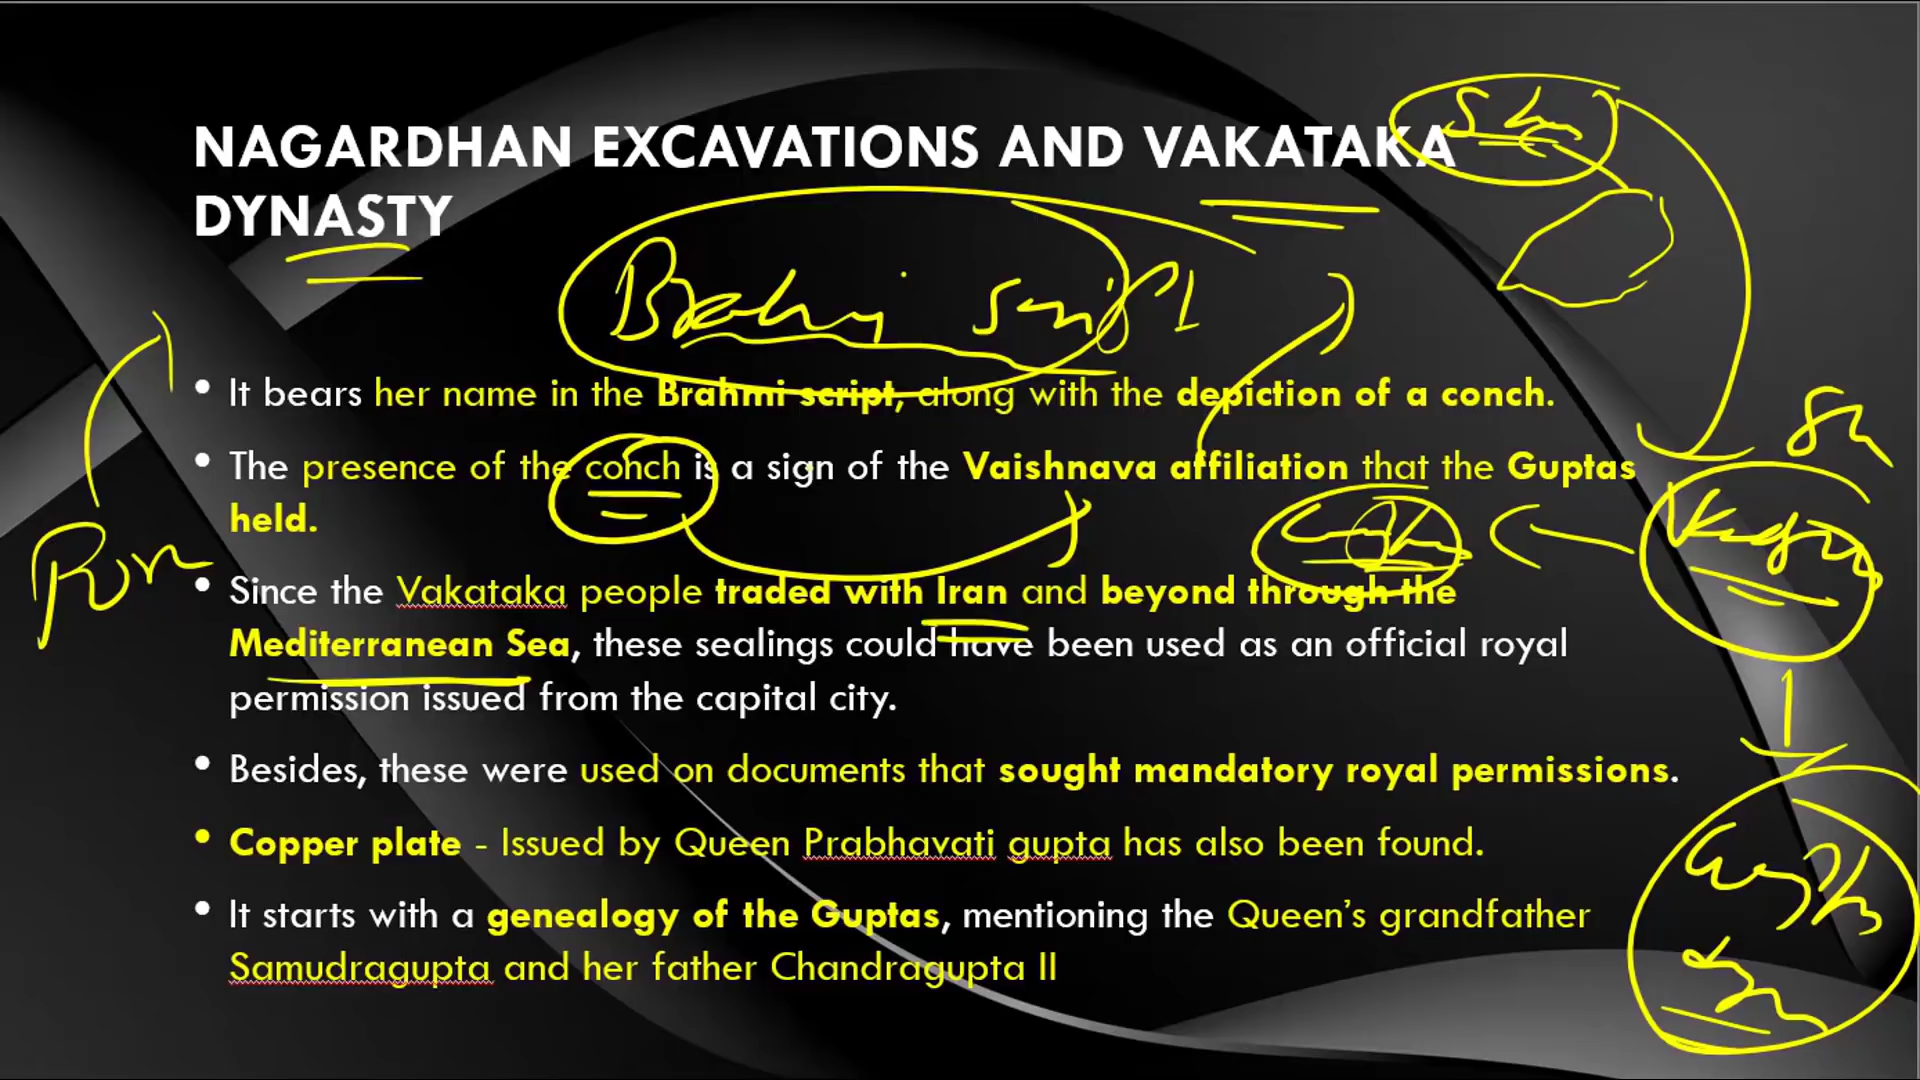 NAGARDHAN EXCAVATIONS AND VAKATAKA
DYNASTY
Brahmi Script
• It bears her name in the Brahmi script, along with the depiction of a conch.
• The presence of the conch is a sign of the Vaishnava affiliation that the Guptas
held.
• Since the Vakataka people traded with Iran and beyond through the
Mediterranean Sea, these sealings could have been used as an official royal
permission issued from the capital city.
• Besides, these were used on documents that sought mandatory royal permissions.
• Copper plate - Issued by Queen Prabhavati gupta has also been found.
• It starts with a genealogy of the Guptas, mentioning the Queen's grandfather
Samudragupta and her father Chandragupta II